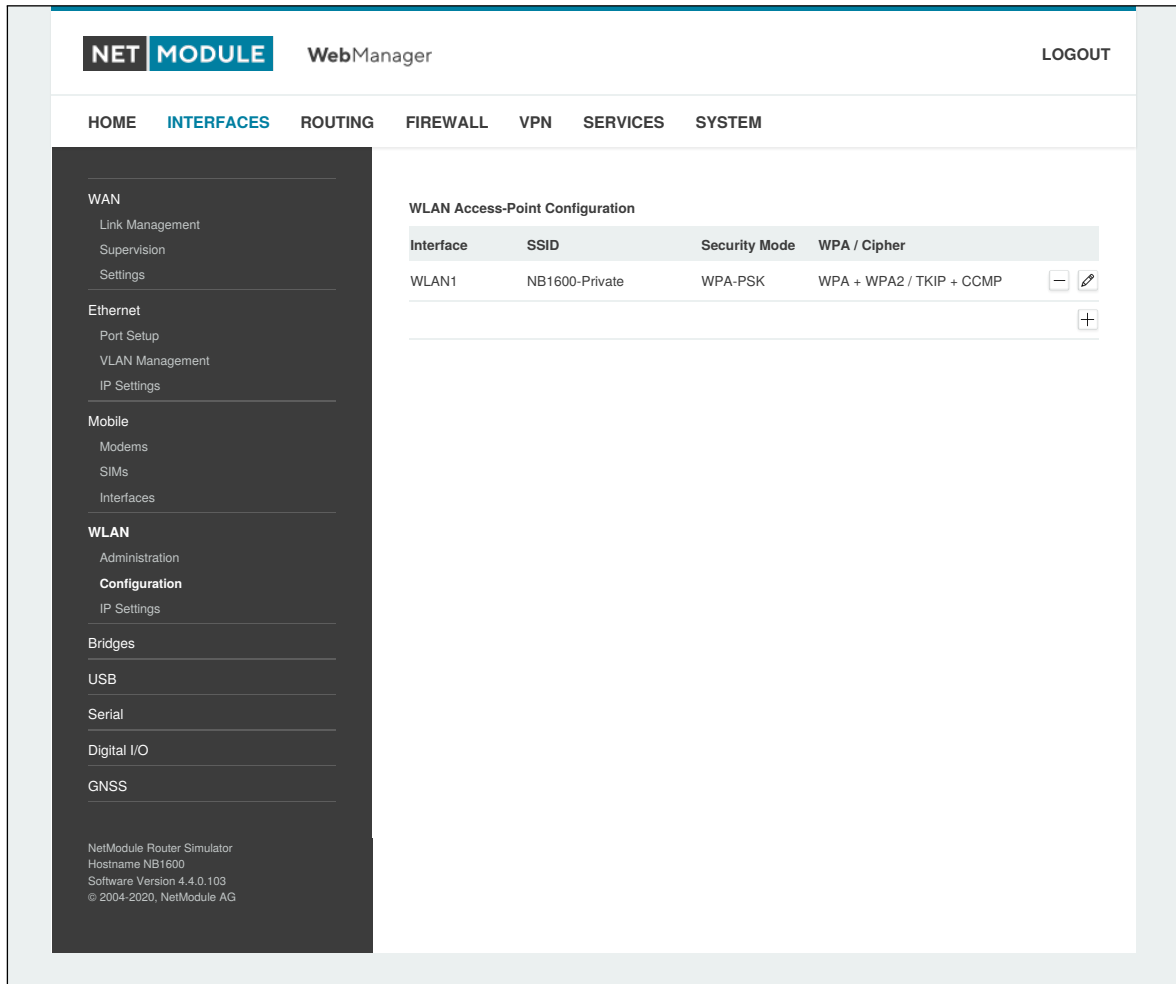 NET MODULE WebManager LOGOUT
HOME INTERFACES ROUTING FIREWALL VPN SERVICES SYSTEM
WAN
Link Management
Supervision
Settings
Ethernet
Port Setup
VLAN Management
IP Settings
Mobile
Modems
SIMs
Interfaces
WLAN
Administration
Configuration
IP Settings
Bridges
USB
Serial
Digital I/O
GNSS
NetModule Router Simulator
Hostname NB1600
Software Version 4.4.0.103
© 2004-2020, NetModule AG
WLAN Access-Point Configuration
Interface SSID Security Mode WPA / Cipher
WLAN1 NB1600-Private WPA-PSK WPA + WPA2 / TKIP + CCMP